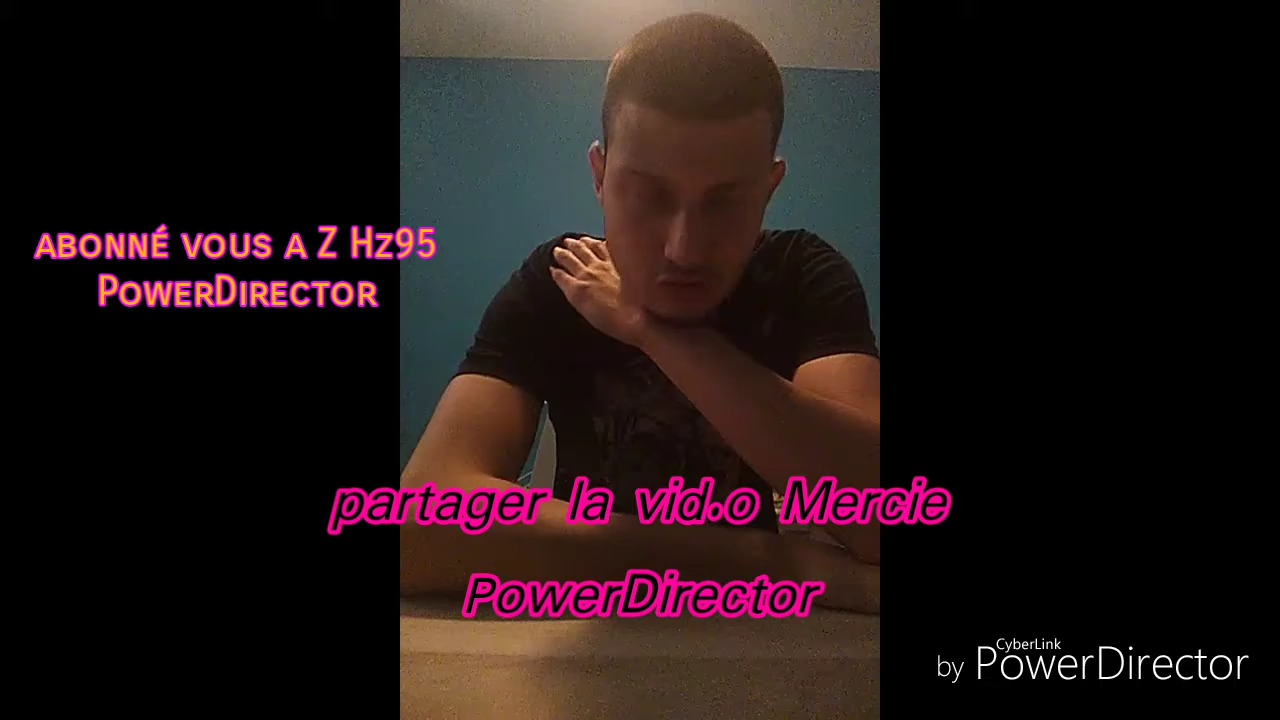 ABONNÉ VOUS A Z HZ95
POWERDIRECTOR
partager la vid.o Mercie
PowerDirector
CyberLink
by PowerDirector